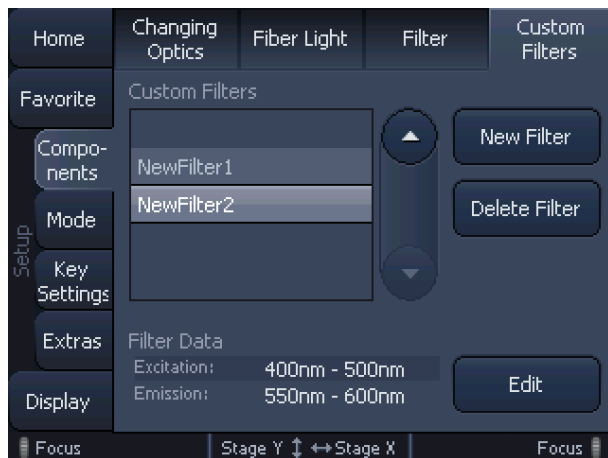 Home
Changing
Optics
Fiber Light
Filter
Custom
Filters
Favorite
Custom Filters
Compo-
nents
New Filter
NewFilter1
NewFilter2
Delete Filter
Mode
Setup
Key
Settings
Extras
Filter Data
Excitation:
400nm - 500nm
Emission:
550nm - 600nm
Edit
Display
Focus
Stage Y ↕ ↔ Stage X
Focus